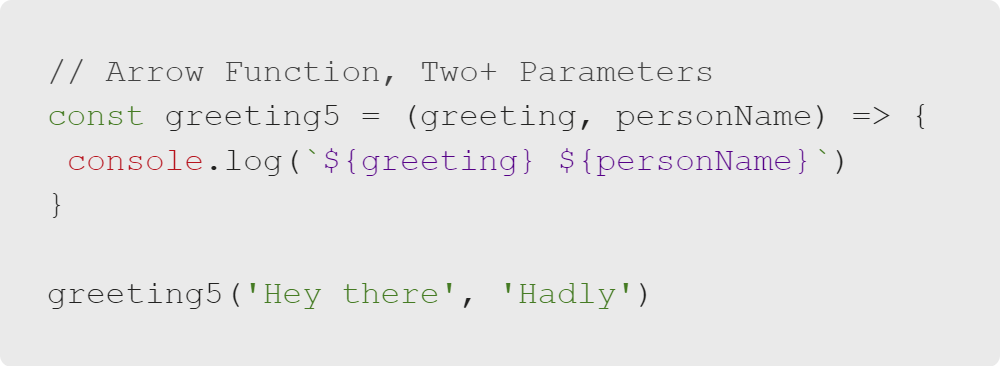 // Arrow Function, Two+ Parameters
const greeting5 = (greeting, personName) => {
 console.log(`${greeting} ${personName}`)
}
greeting5('Hey there', 'Hadly')